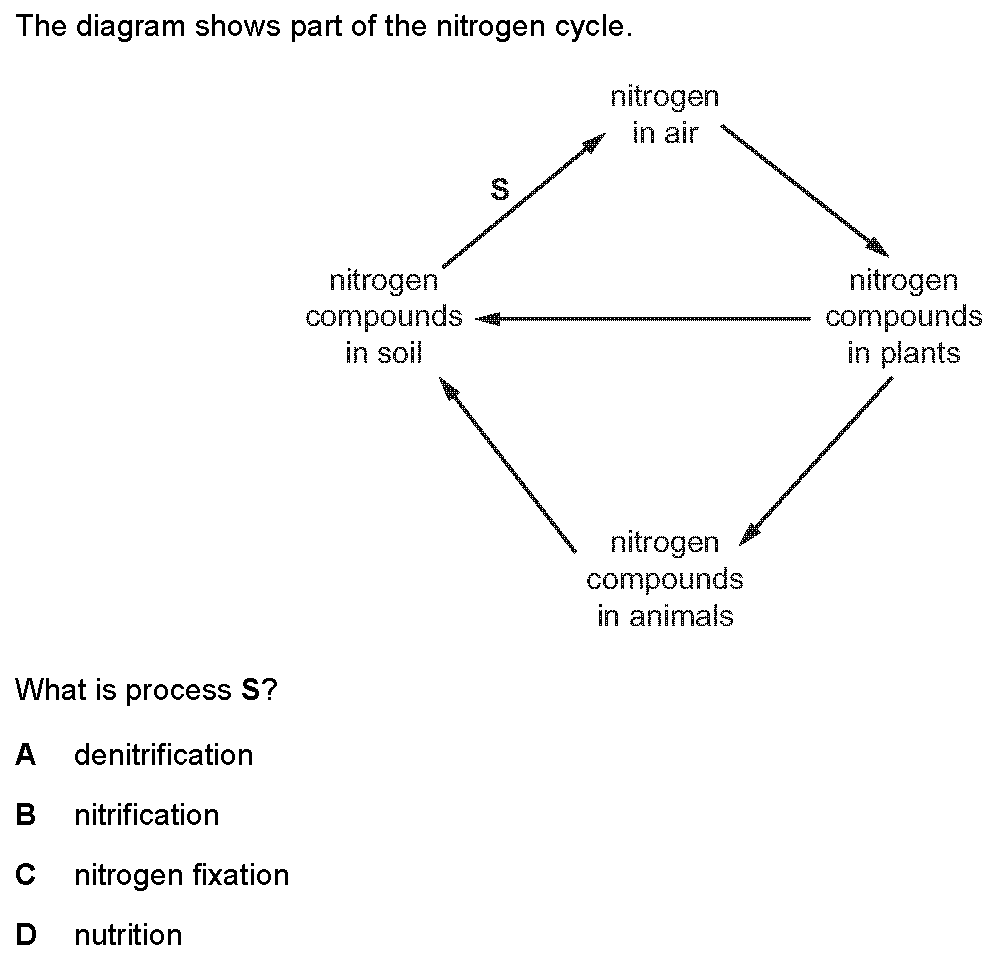 The diagram shows part of the nitrogen cycle.
nitrogen
in air
S
nitrogen
compounds
in soil
nitrogen
compounds
in plants
nitrogen
compounds
in animals
What is process S?
A denitrification
B nitrification
C nitrogen fixation
D nutrition